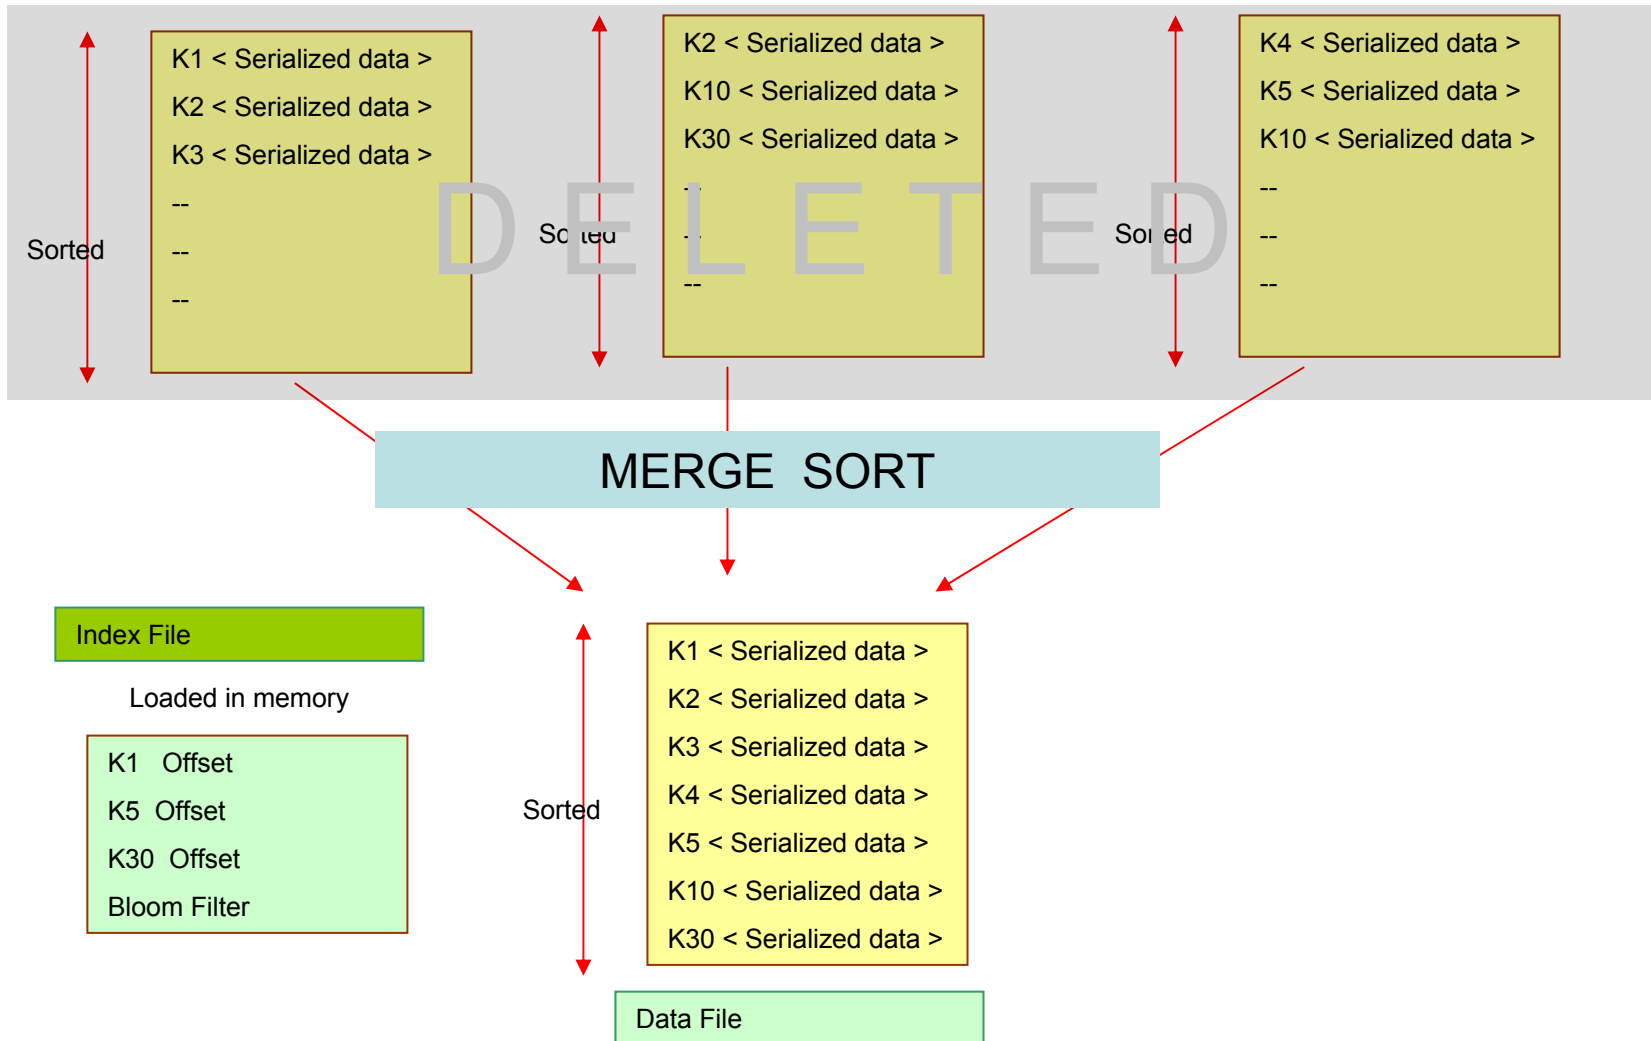 K1 < Serialized data >
K2 < Serialized data >
K3 < Serialized data >
--
--
--
Sorted
K2 < Serialized data >
K10 < Serialized data >
K30 < Serialized data >
--
--
--
Sorted
K4 < Serialized data >
K5 < Serialized data >
K10 < Serialized data >
--
--
--
Sorted
D E L E T E D
MERGE SORT
Index File
Loaded in memory
K1 Offset
K5 Offset
K30 Offset
Bloom Filter
Sorted
K1 < Serialized data >
K2 < Serialized data >
K3 < Serialized data >
K4 < Serialized data >
K5 < Serialized data >
K10 < Serialized data >
K30 < Serialized data >
Data File